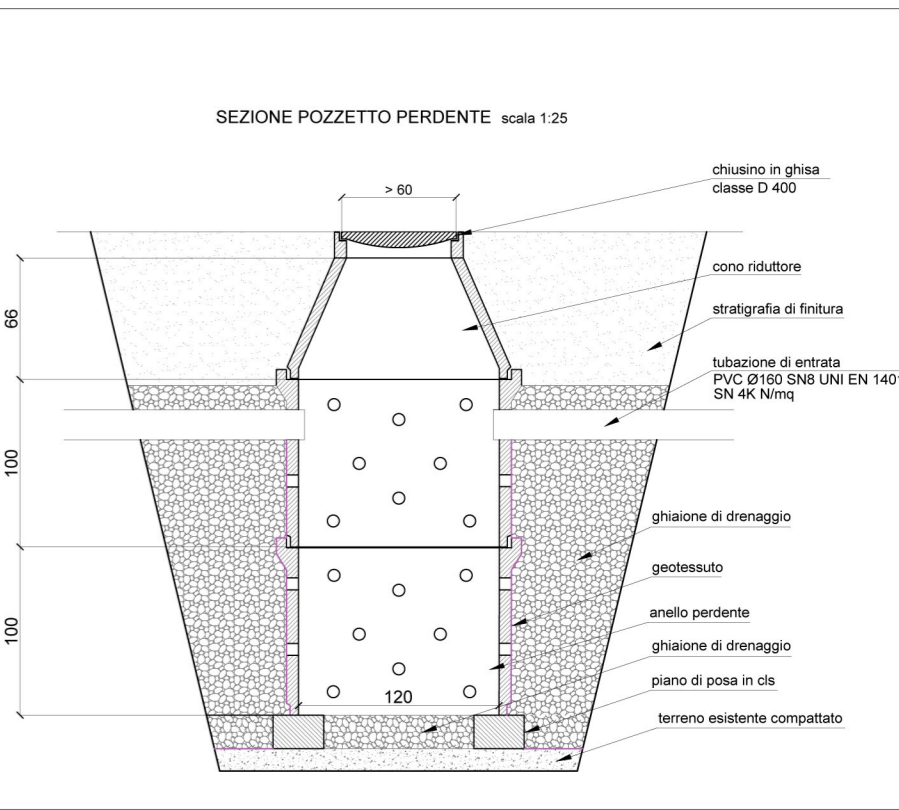 SEZIONE POZZETTO PERDENTE scala 1:25
chiusino in ghisa
classe D 400
> 60
cono riduttore
66
stratigrafia di finitura
tubazione di entrata
PVC Ø160 SN8 UNI EN 1401
SN 4K N/mq
100
ghiaione di drenaggio
geotessuto
anello perdente
100
ghiaione di drenaggio
piano di posa in cls
120
terreno esistente compattato